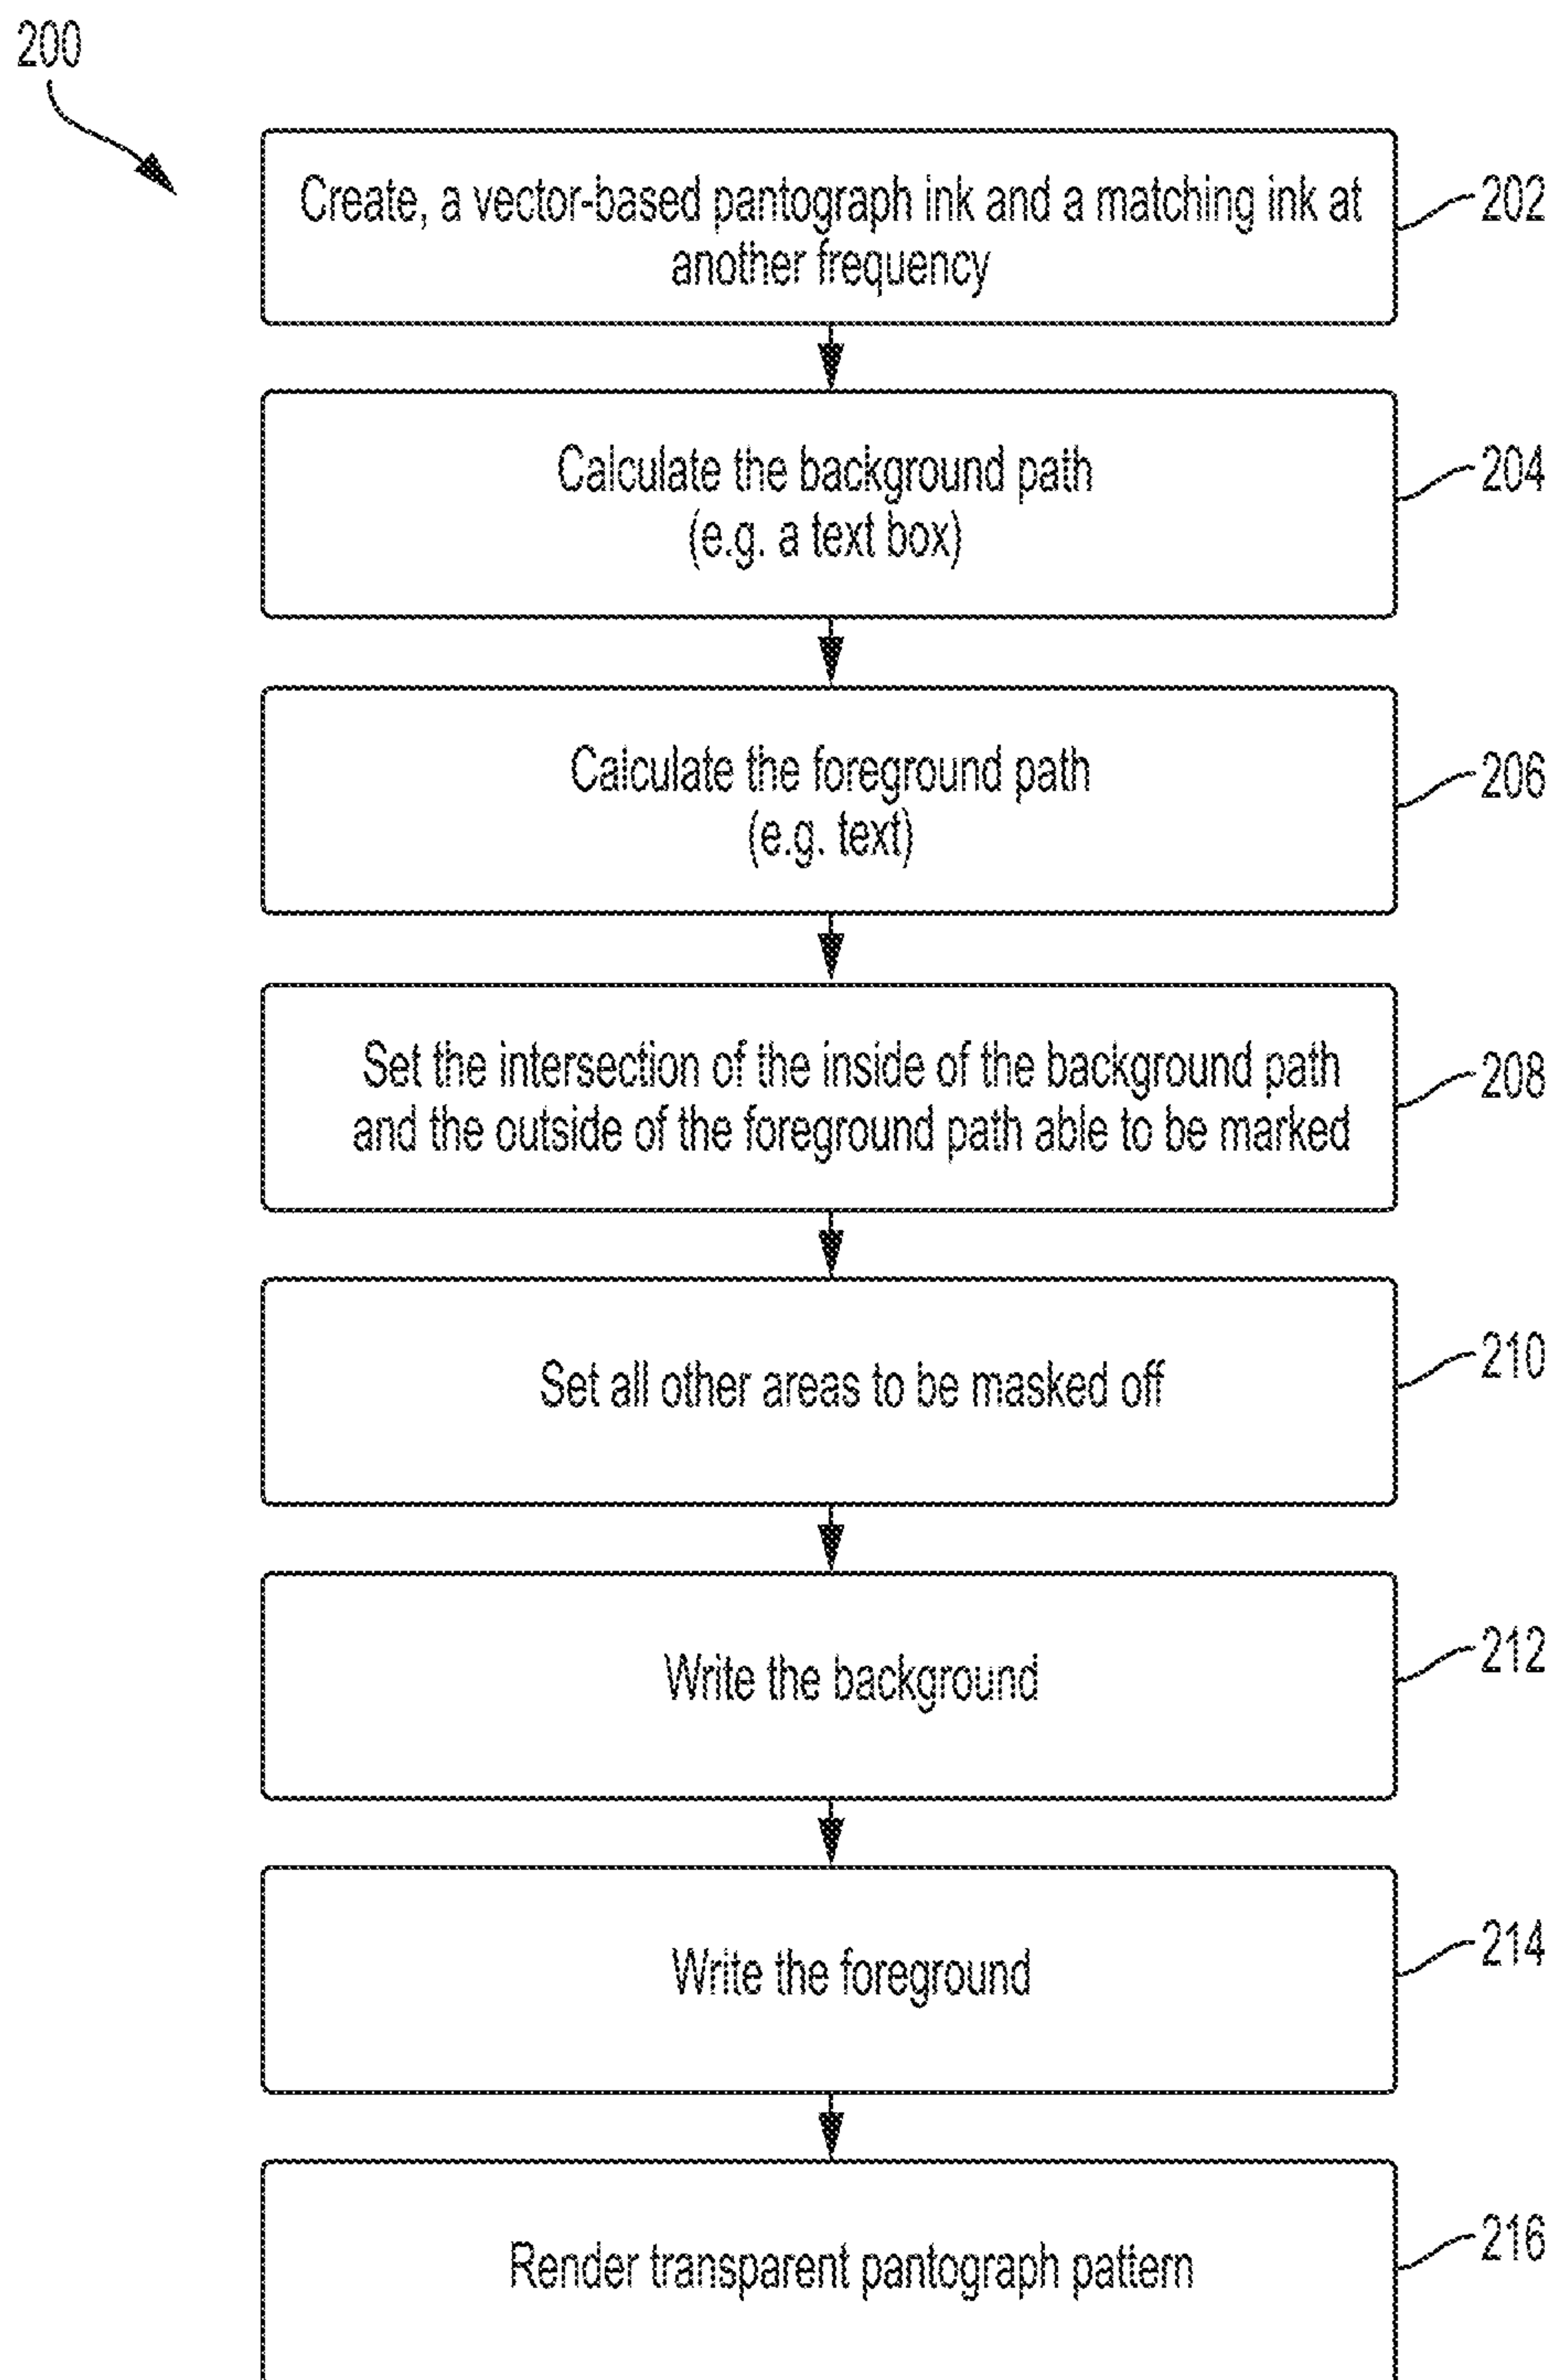 200
Create, a vector-based pantograph ink and a matching ink at
another frequency
202
Calculate the background path
(e.g. a text box)
204
Calculate the foreground path
(e.g. text)
206
Set the intersection of the inside of the background path
and the outside of the foreground path able to be marked
208
Set all other areas to be masked off
210
Write the background
212
Write the foreground
214
Render transparent pantograph pattern
216